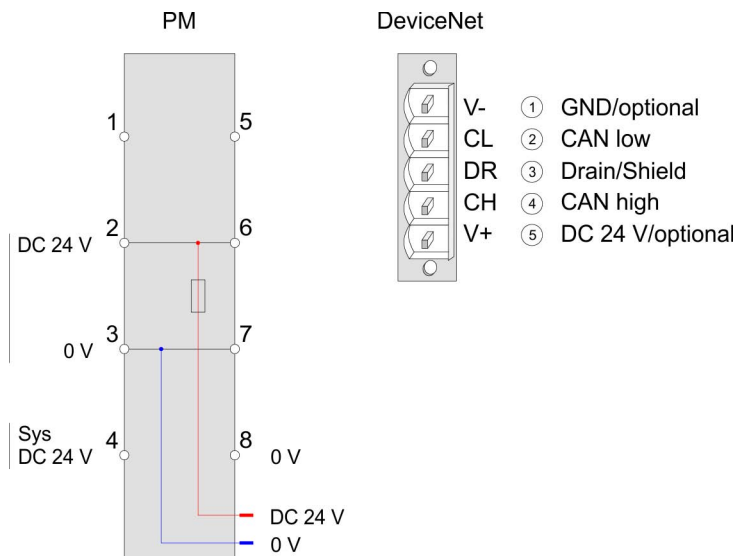 PM
1
5
DC 24 V
2
6
0 V
3
7
Sys
DC 24 V
4
8
0 V
DC 24 V
0 V
DeviceNet
V- 1 GND/optional
CL 2 CAN low
DR 3 Drain/Shield
CH 4 CAN high
V+ 5 DC 24 V/optional